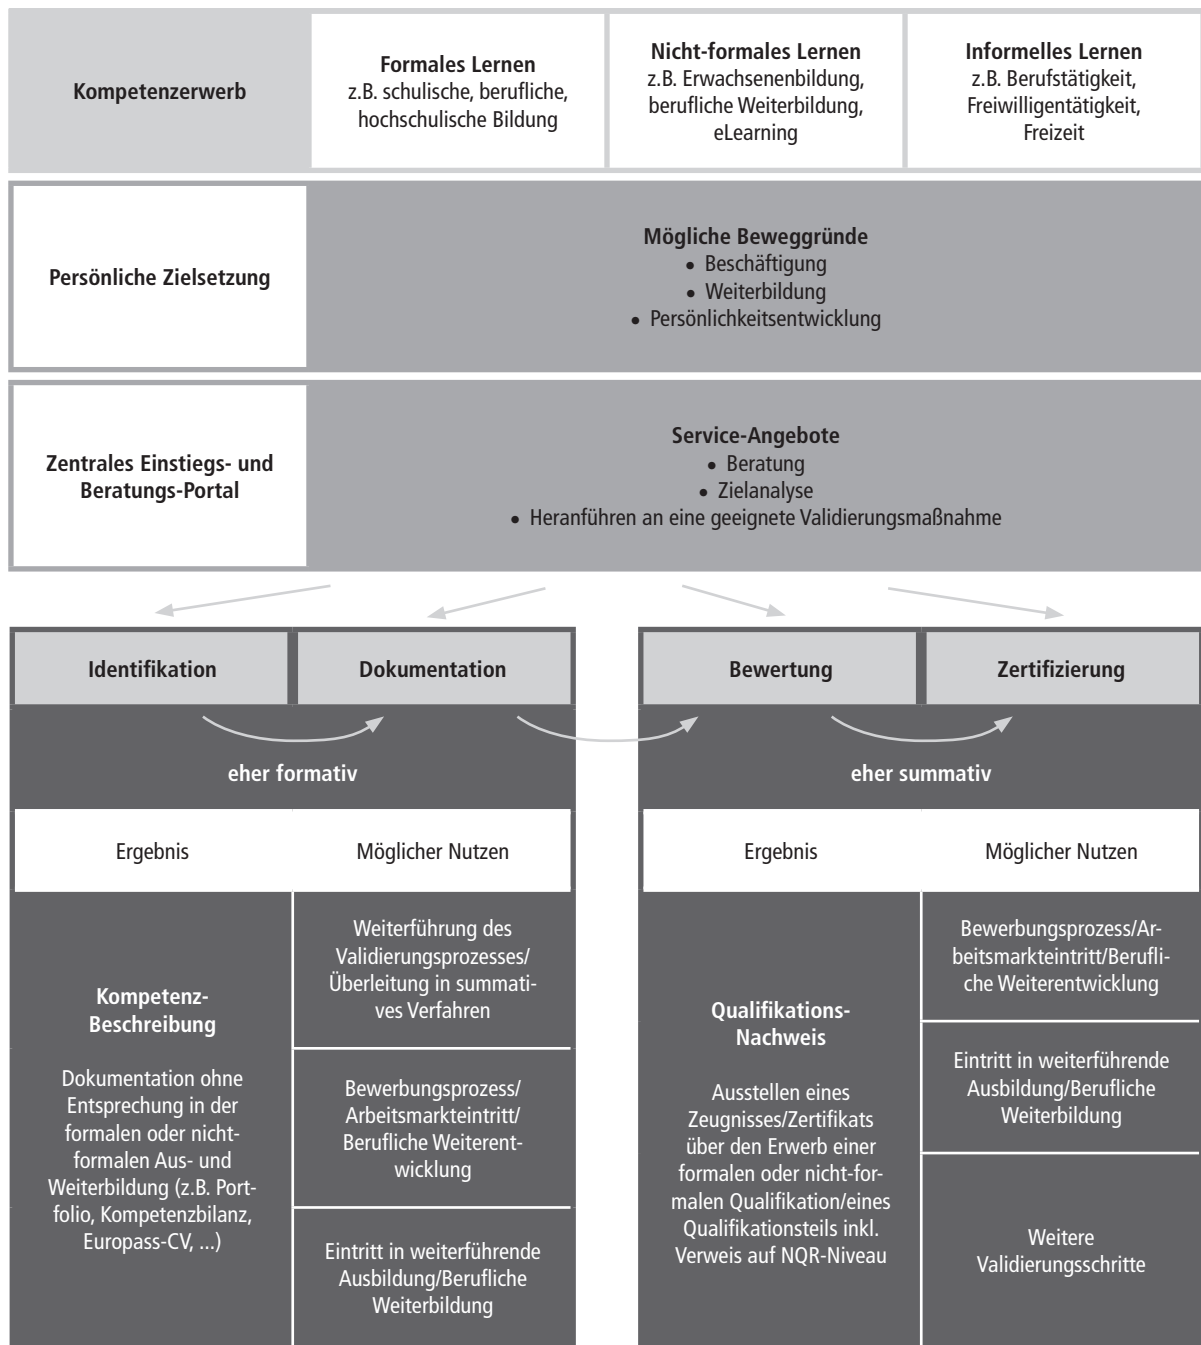 Kompetenzerwerb
Formales Lernen
z.B. schulische, berufliche,
hochschulische Bildung
Nicht-formales Lernen
z.B. Erwachsenenbildung,
berufliche Weiterbildung,
eLearning
Informelles Lernen
z.B. Berufstätigkeit,
Freiwilligentätigkeit,
Freizeit
Persönliche Zielsetzung
Mögliche Beweggründe
• Beschäftigung
• Weiterbildung
• Persönlichkeitsentwicklung
Zentrales Einstiegs- und
Beratungs-Portal
Service-Angebote
• Beratung
• Zielanalyse
• Heranführen an eine geeignete Validierungsmaßnahme
Identifikation
Dokumentation
eher formativ
Ergebnis
Möglicher Nutzen
Kompetenz-
Beschreibung
Dokumentation ohne
Entsprechung in der
formalen oder nicht-
formalen Aus- und
Weiterbildung (z.B. Port-
folio, Kompetenzbilanz,
Europass-CV, ...)
Weiterführung des
Validierungsprozesses/
Überleitung in summati-
ves Verfahren
Bewerbungsprozess/
Arbeitsmarkteintritt/
Berufliche Weiterent-
wicklung
Eintritt in weiterführende
Ausbildung/Berufliche
Weiterbildung
Bewertung
Zertifizierung
eher summativ
Ergebnis
Möglicher Nutzen
Qualifikations-
Nachweis
Ausstellen eines
Zeugnisses/Zertifikats
über den Erwerb einer
formalen oder nicht-for-
malen Qualifikation/eines
Qualifikationsteils inkl.
Verweis auf NQR-Niveau
Bewerbungsprozess/Ar-
beitsmarkteintritt/Berufli-
che Weiterentwicklung
Eintritt in weiterführende
Ausbildung/Berufliche
Weiterbildung
Weitere
Validierungsschritte